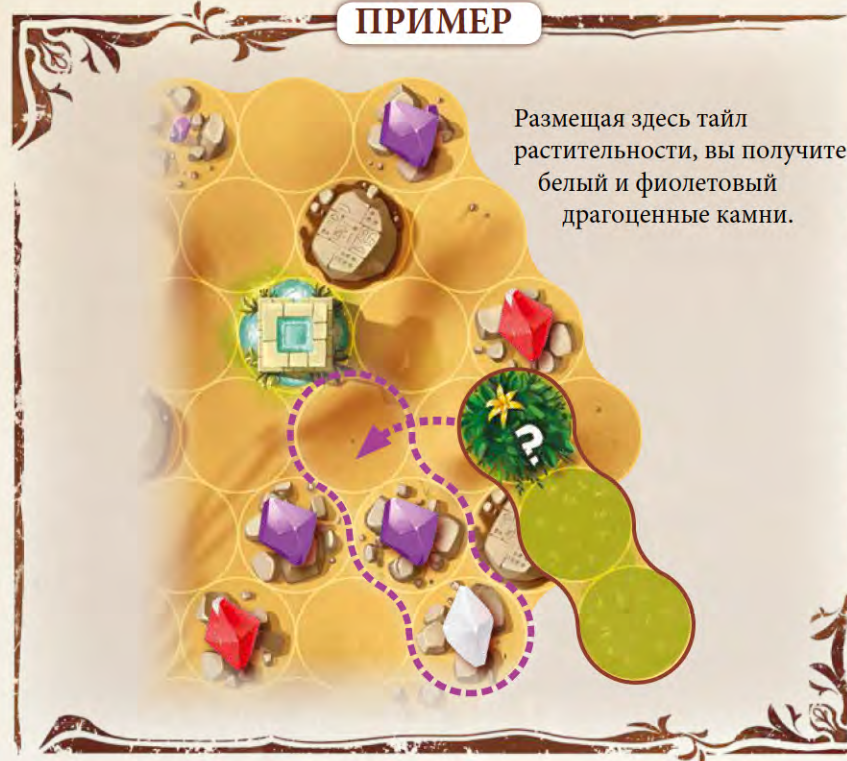 ПРИМЕР
Размещая здесь тайл
растительности, вы получите
белый и фиолетовый
драгоценные камни.
?